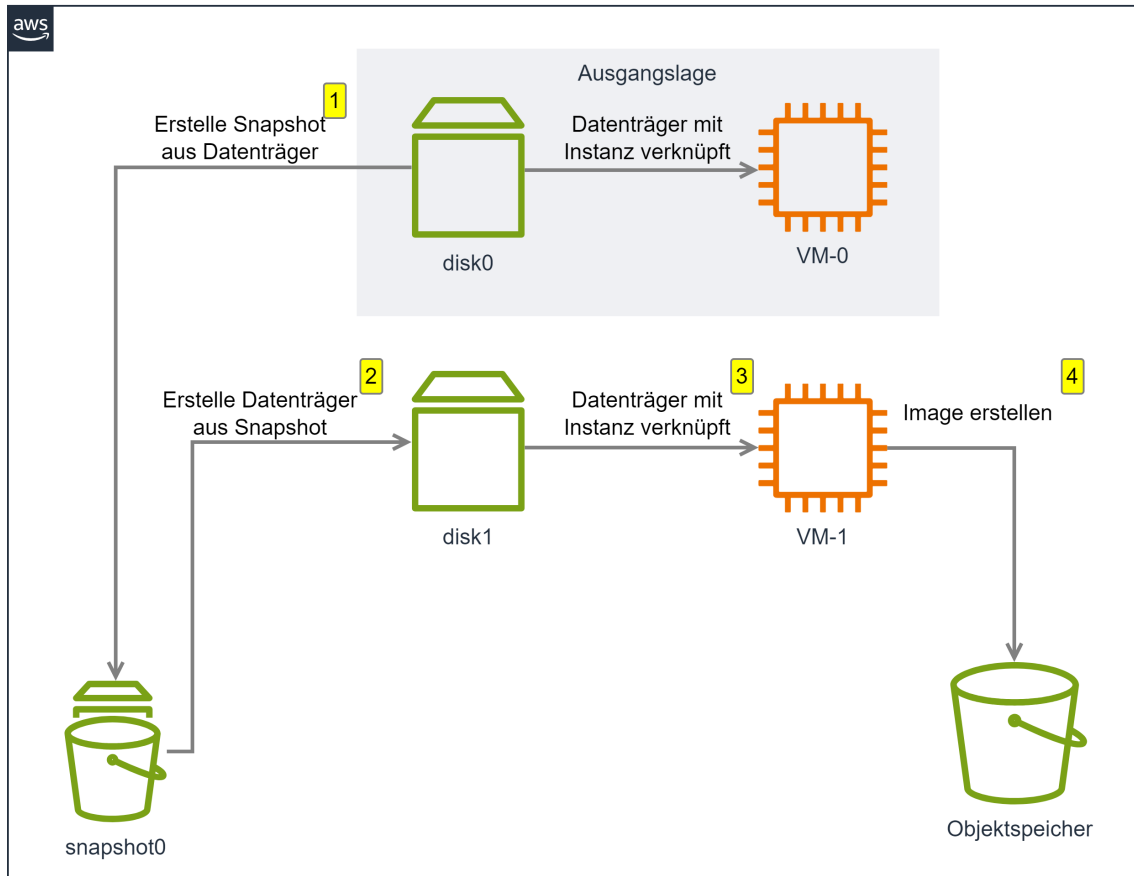 aws
Ausgangslage
1
Erstelle Snapshot
aus Datenträger
Datenträger mit
Instanz verknüpft
disk0
VM-0
2
Erstelle Datenträger
aus Snapshot
3
Datenträger mit
Instanz verknüpft
4
Image erstellen
disk1
VM-1
snapshot0
Objektspeicher